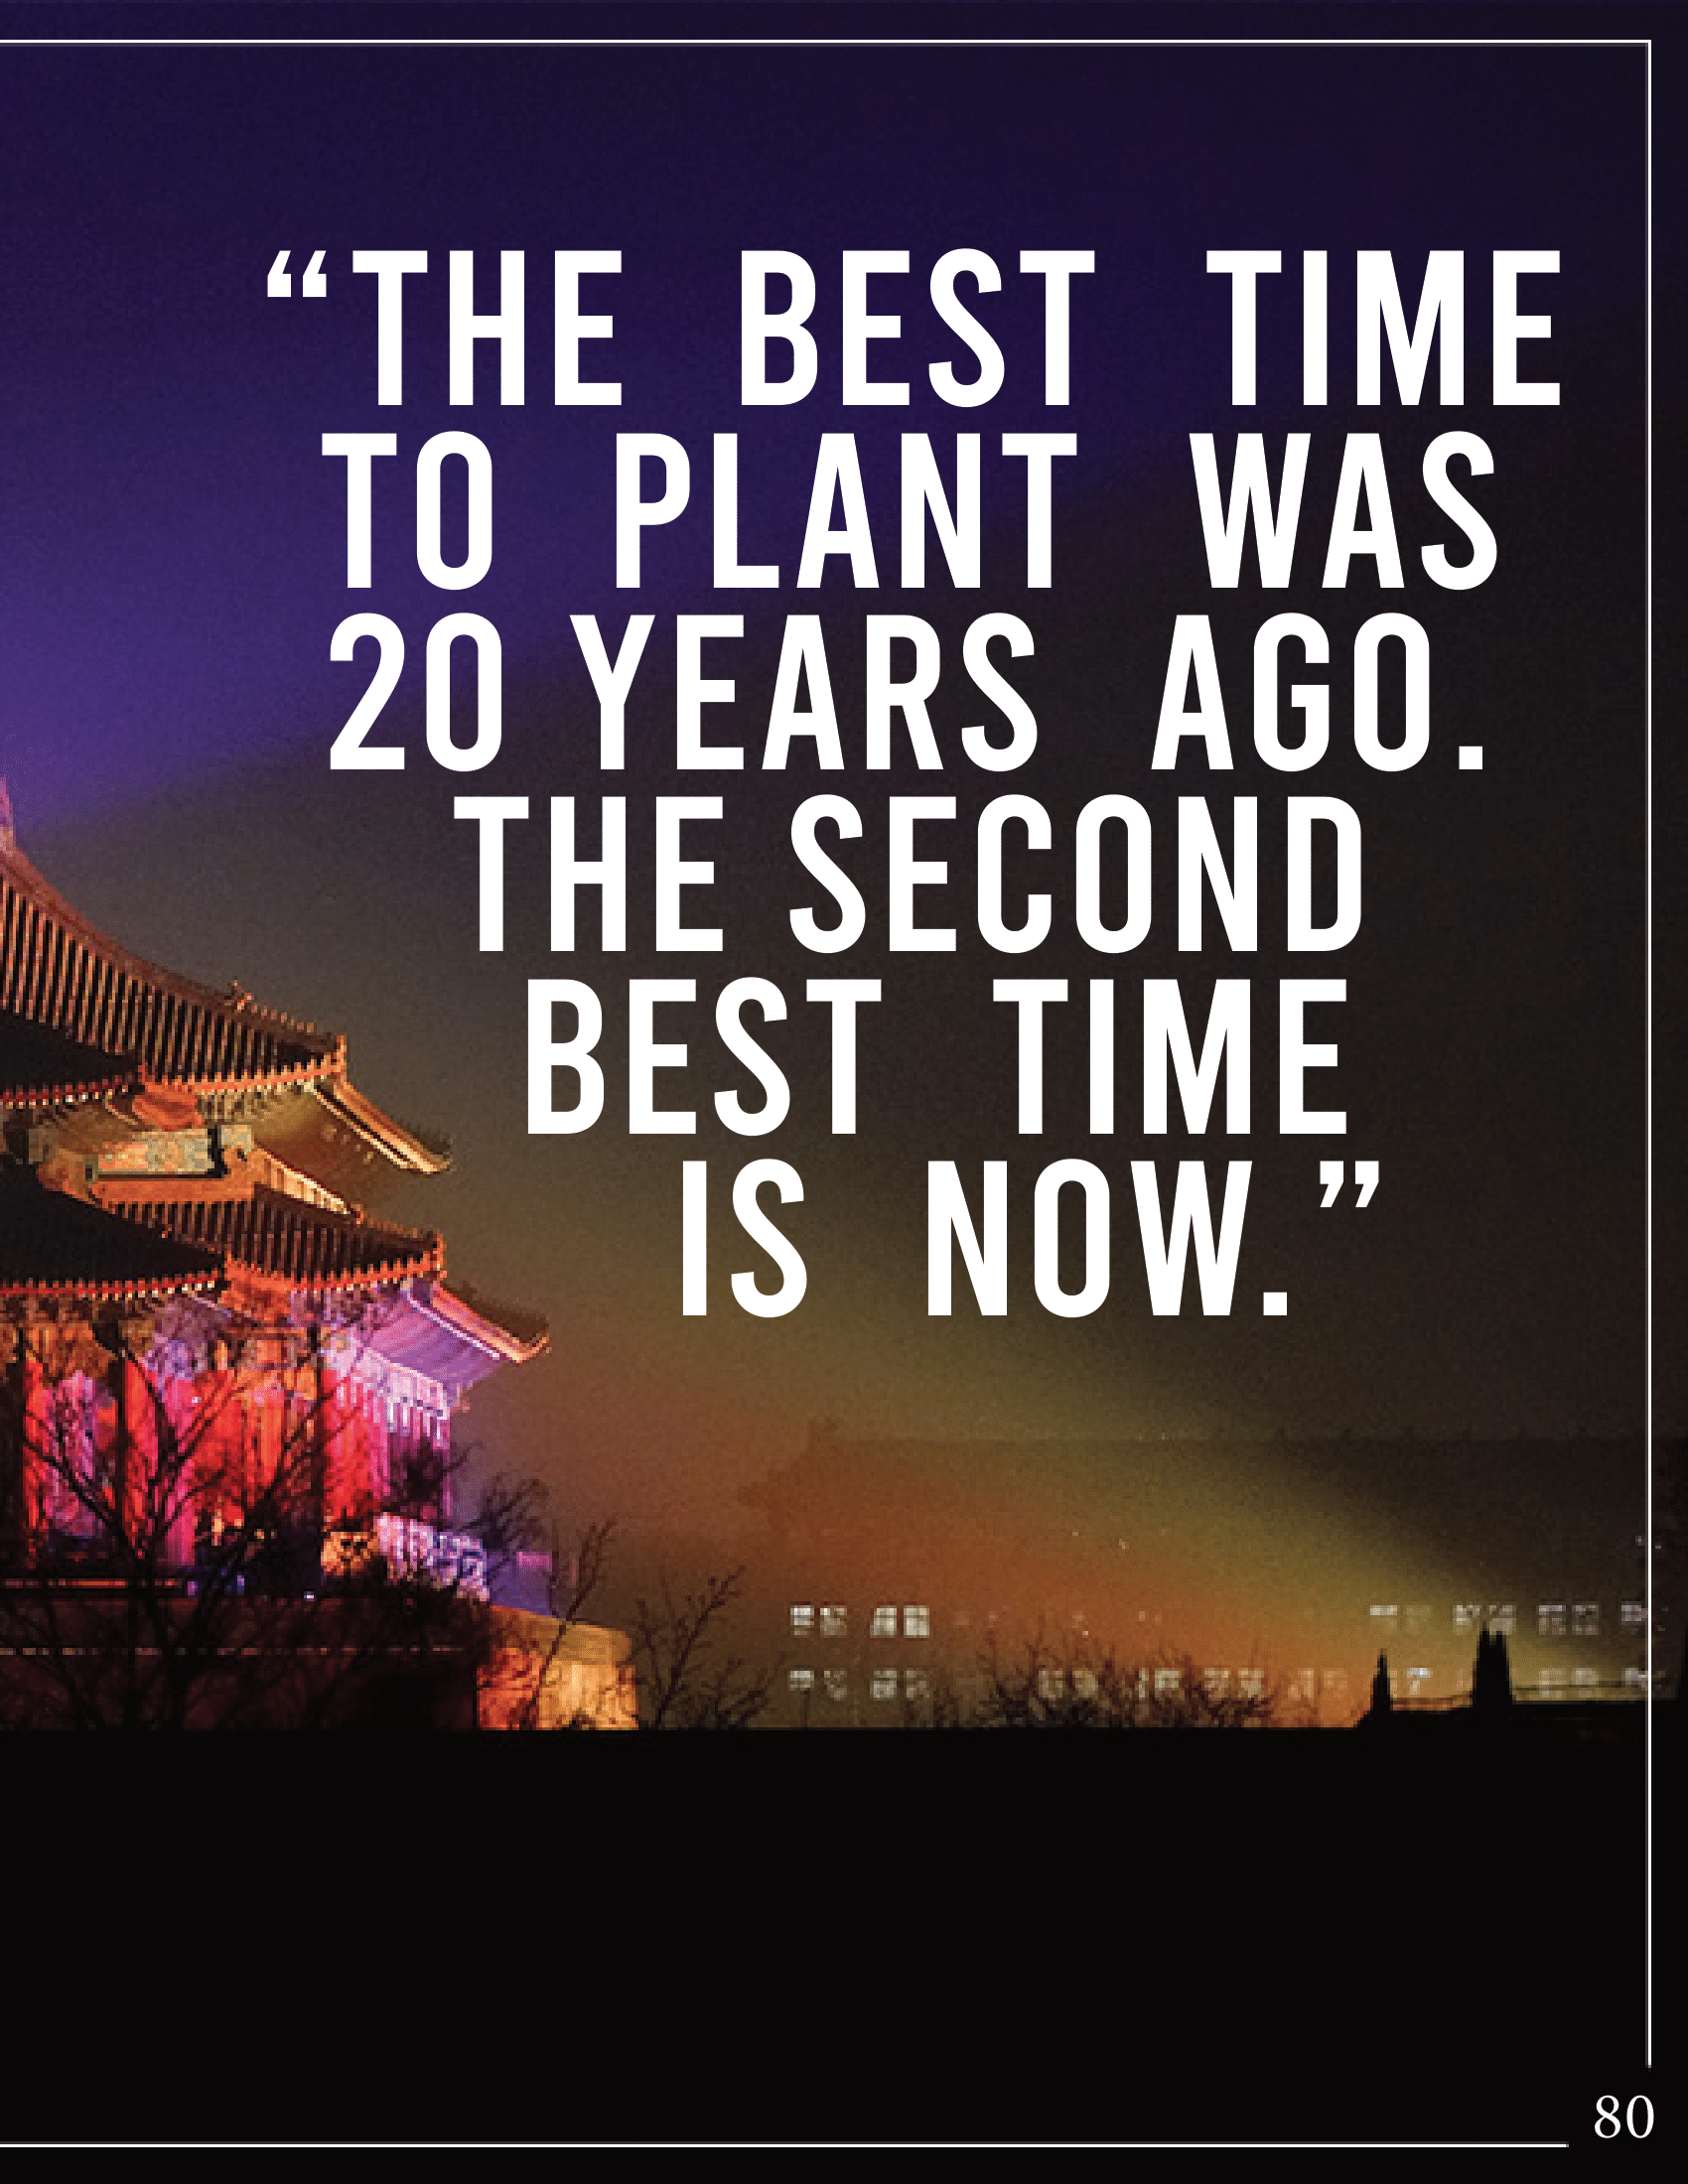 “THE BEST TIME
TO PLANT WAS
20 YEARS AGO.
THE SECOND
BEST TIME
IS NOW.”
80